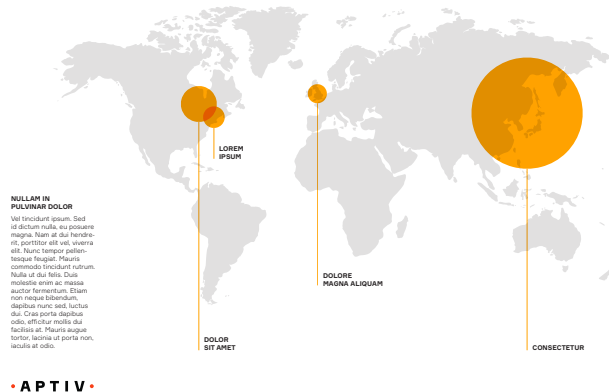 LOREM
IPSUM
NULLAM IN
PULVINAR DOLOR
Vel tincidunt ipsum. Sed
id dictum nulla, eu posuere
magna. Nam at dui hendre-
rit, porttitor elit vel, viverra
elit. Nunc tempor pellen-
tesque feugiat. Mauris
commodo tincidunt rutrum.
Nulla ut dui felis. Duis
molestie enim ac massa
auctor fermentum. Etiam
non neque bibendum,
dapibus nunc sed, luctus
dui. Cras porta dapibus
odio, efficitur mollis dui
facilisis at. Mauris augue
tortor, lacinia ut porta non,
iaculis at odio.
DOLORE
MAGNA ALIQUAM
DOLOR
SIT AMET
CONSECTETUR
• APTIV •